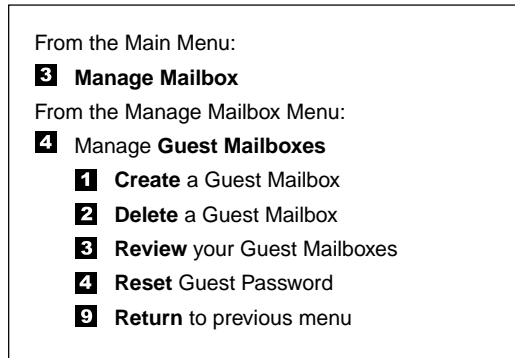 From the Main Menu:
3 Manage Mailbox
From the Manage Mailbox Menu:
4 Manage Guest Mailboxes
1 Create a Guest Mailbox
2 Delete a Guest Mailbox
3 Review your Guest Mailboxes
4 Reset Guest Password
9 Return to previous menu